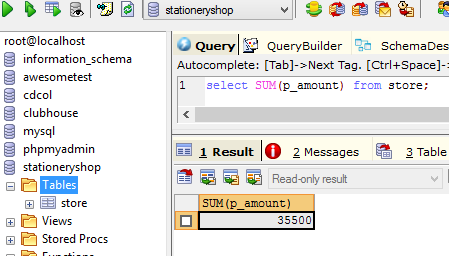 stationeryshop
root@localhost
information_schema
awesometest
cdcol
clubhouse
mysql
phpmyadmin
stationeryshop
Tables
store
Views
Stored Procs
Query
QueryBuilder
SchemaDes
Autocomplete: [Tab]->Next Tag. [Ctrl+Space]-
1 select SUM(p_amount) from store;
1 Result
2 Messages
3 Table
Read-only result
SUM(p_amount)
35500